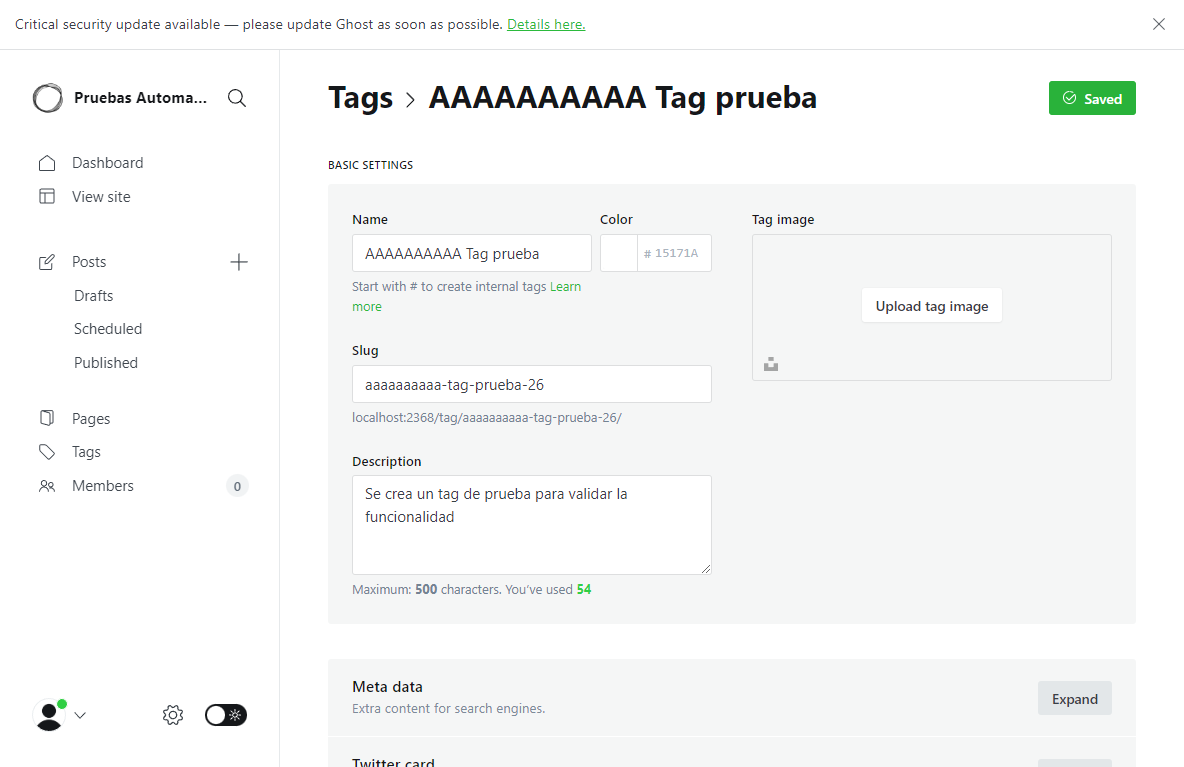 Critical security update available — please update Ghost as soon as possible. Details here.
Pruebas Automa...
Dashboard
View site
Posts
Drafts
Scheduled
Published
Pages
Tags
Members 0
Tags > AAAAAAAAAA Tag prueba
Saved
BASIC SETTINGS
Name
AAAAAAAAAA Tag prueba
Start with # to create internal tags Learn
more
Color
# 15171A
Slug
aaaaaaaaaa-tag-prueba-26
localhost:2368/tag/aaaaaaaaaa-tag-prueba-26/
Description
Se crea un tag de prueba para validar la
funcionalidad
Maximum: 500 characters. You’ve used 54
Tag image
Upload tag image
Meta data
Extra content for search engines.
Expand
Twitter card